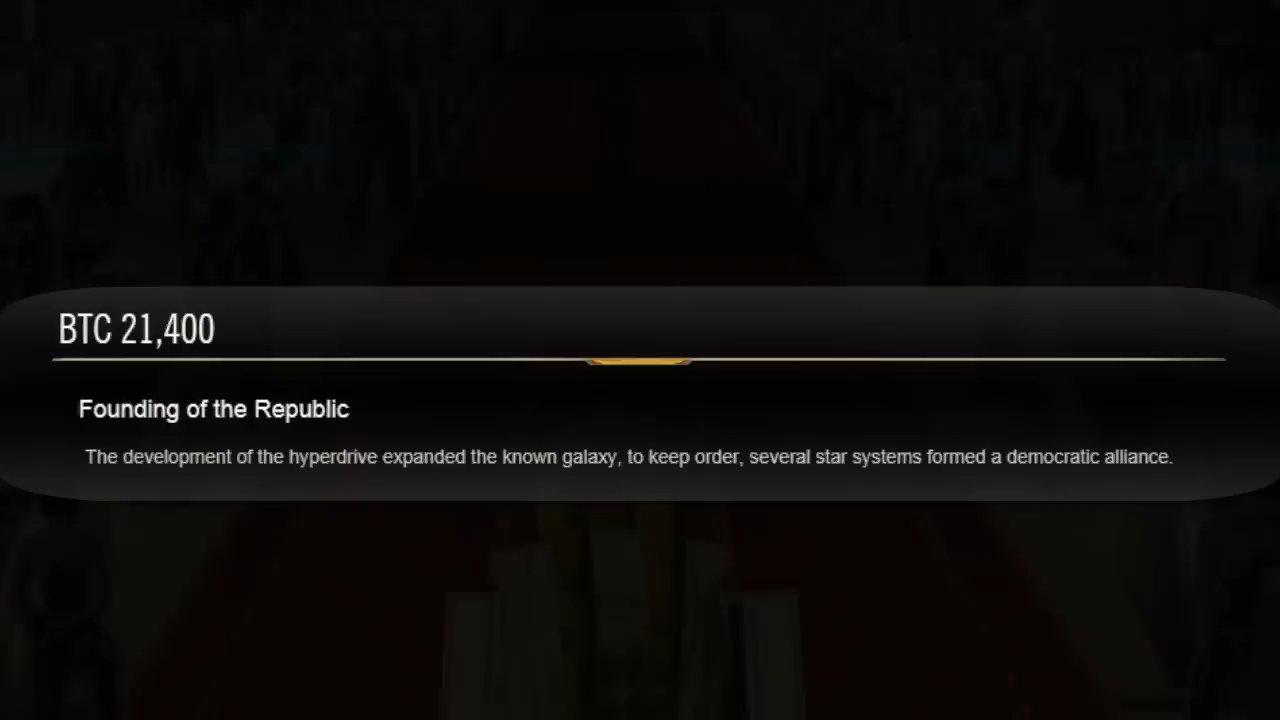 BTC 21,400
Founding of the Republic
The development of the hyperdrive expanded the known galaxy, to keep order, several star systems formed a democratic alliance.